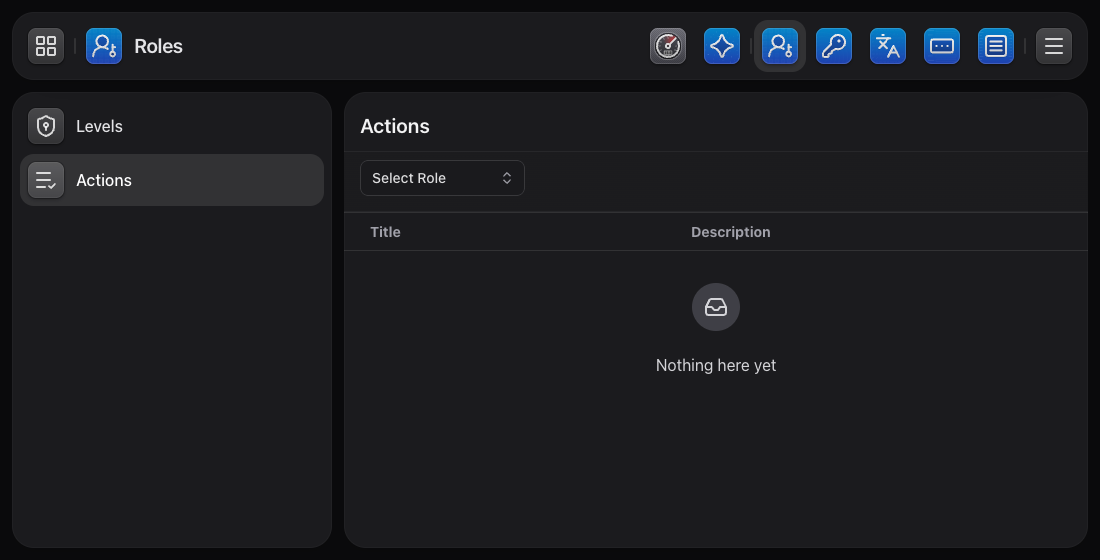 Roles
Levels
Actions
Actions
Select Role
Title
Description
Nothing here yet